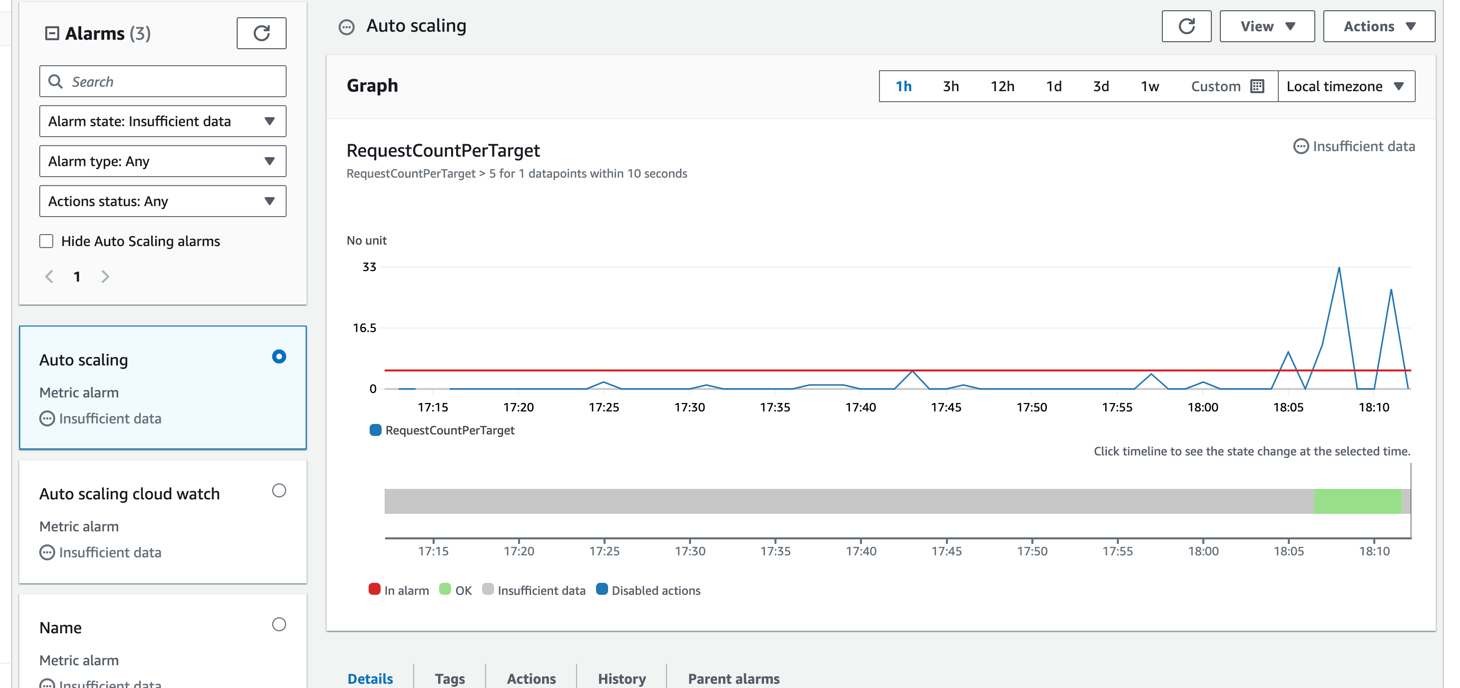 Alarms (3)
Search
Alarm state: Insufficient data
Alarm type: Any
Actions status: Any
Hide Auto Scaling alarms
1
Auto scaling
Metric alarm
Insufficient data
Auto scaling cloud watch
Metric alarm
Insufficient data
Name
Metric alarm
Insufficient data
Auto scaling
View
Actions
Graph
1h 3h 12h 1d 3d 1w Custom Local timezone
RequestCountPerTarget
Insufficient data
RequestCountPerTarget > 5 for 1 datapoints within 10 seconds
No unit
33
16.5
0
17:15 17:20 17:25 17:30 17:35 17:40 17:45 17:50 17:55 18:00 18:05 18:10
RequestCountPerTarget
Click timeline to see the state change at the selected time.
17:15 17:20 17:25 17:30 17:35 17:40 17:45 17:50 17:55 18:00 18:05 18:10
In alarm OK Insufficient data Disabled actions
Details Tags Actions History Parent alarms